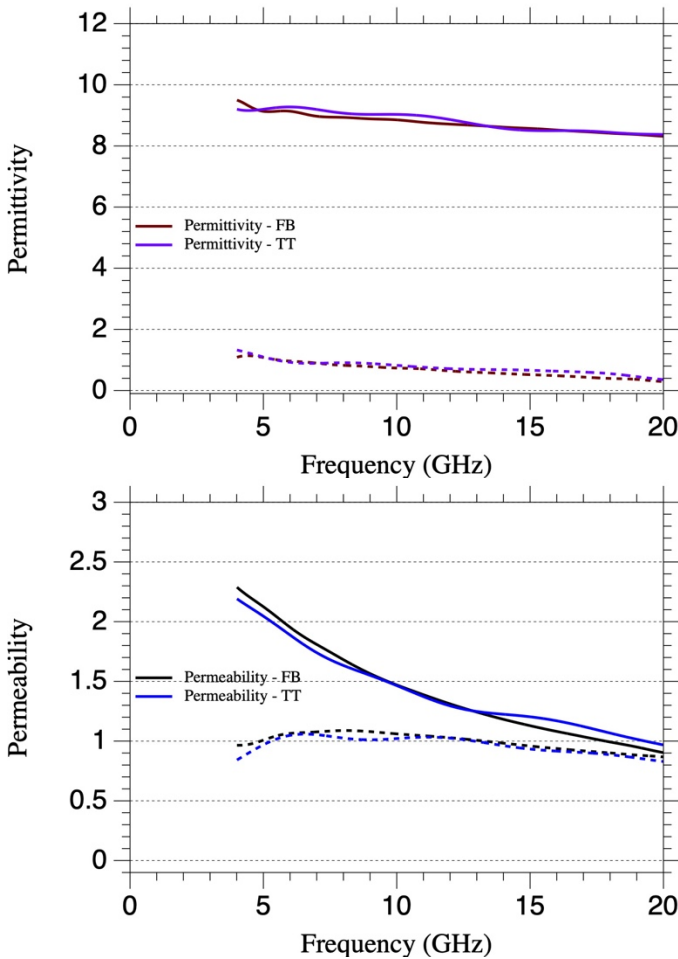 12
10
8
6
4
2
0
Permittivity
Permittivity - FB
Permittivity - TT
0 5 10 15 20
Frequency (GHz)
3
2.5
2
1.5
1
0.5
0
Permeability
Permeability - FB
Permeability - TT
0 5 10 15 20
Frequency (GHz)